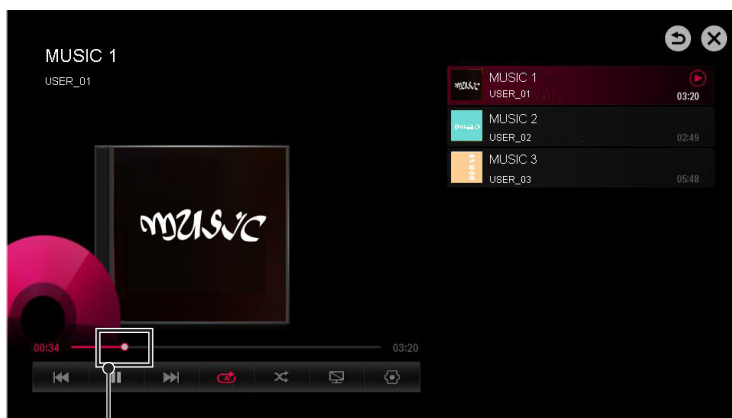 MUSIC 1
USER_01
MUSIC
00:34
03:20
MUSIC 1
USER_01
03:20
MUSIC 2
USER_02
02:49
MUSIC 3
USER_03
05:48